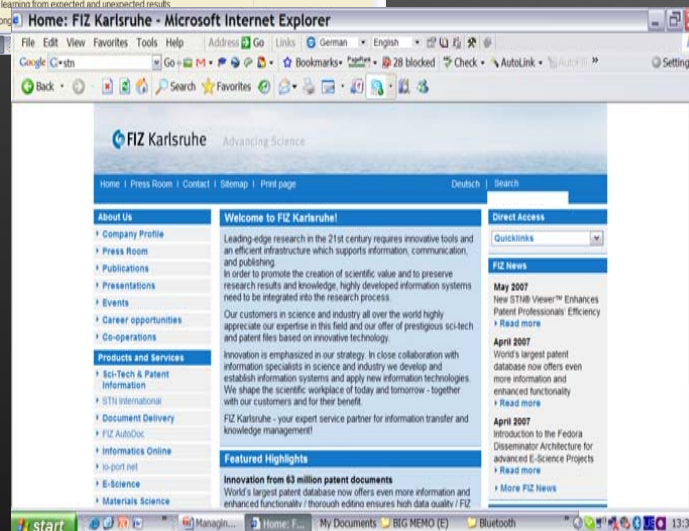 learning from expected and unexpected results
Home: FIZ Karlsruhe - Microsoft Internet Explorer
File Edit View Favorites Tools Help Address Go Links German English
Google G stn Go Bookmarks 28 blocked Check AutoLink Settings
Back Search Favorites
FIZ Karlsruhe Advancing Science
Home | Press Room | Contact | Sitemap | Print page Deutsch | Search
About Us
Company Profile
Press Room
Publications
Presentations
Events
Career opportunities
Co-operations
Products and Services
Sci-Tech & Patent
Information
STN International
Document Delivery
FIZ AutoDoc
Informatics Online
io-port.net
E-Science
Materials Science
Welcome to FIZ Karlsruhe!
Leading-edge research in the 21st century requires innovative tools and
an efficient infrastructure which supports information, communication,
and publishing.
In order to promote the creation of scientific value and to preserve
research results and knowledge, highly developed information systems
need to be integrated into the research process.
Our customers in science and industry all over the world highly
appreciate our expertise in this field and our offer of prestigious sci-tech
and patent files based on innovative technology.
Innovation is emphasized in our strategy. In close collaboration with
information specialists in science and industry we develop and
establish information systems and apply new information technologies.
We shape the scientific workplace of today and tomorrow - together
with our customers and for their benefit.
FIZ Karlsruhe - your expert service partner for information transfer and
knowledge management!
Featured Highlights
Innovation from 63 million patent documents
World's largest patent database now offers even more information and
enhanced functionality / thorough editing ensures high data quality / FIZ
Direct Access
Quicklinks
FIZ News
May 2007
New STN® Viewer™ Enhances
Patent Professionals' Efficiency
Read more
April 2007
World's largest patent
database now offers even
more information and
enhanced functionality
Read more
April 2007
Introduction to the Fedora
Disseminator Architecture for
advanced E-Science Projects
Read more
More FIZ News
start Managin... Home: F... My Documents BIG MEMO (E) Bluetooth